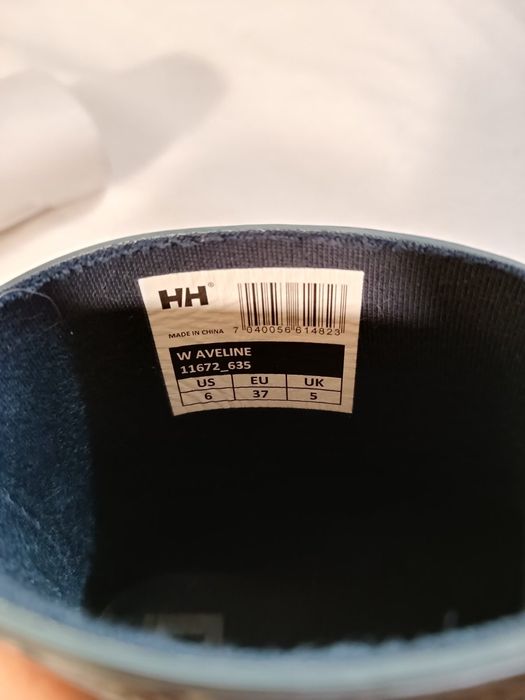 HH®
MADE IN CHINA
7 040056 614823
W AVELINE
11672_635
US EU UK
6 37 5